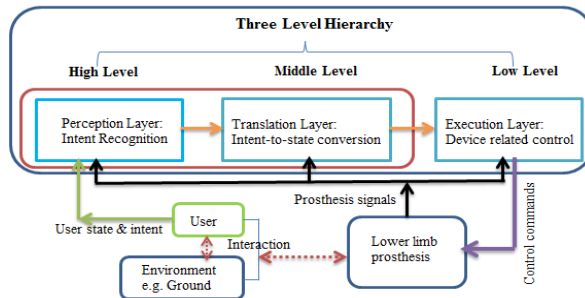 Three Level Hierarchy
High Level
Middle Level
Low Level
Perception Layer:
Intent Recognition
Translation Layer:
Intent-to-state conversion
Execution Layer:
Device related control
Prosthesis signals
User state & intent
User
Interaction
Environment
e.g. Ground
Lower limb
prosthesis
Control commands